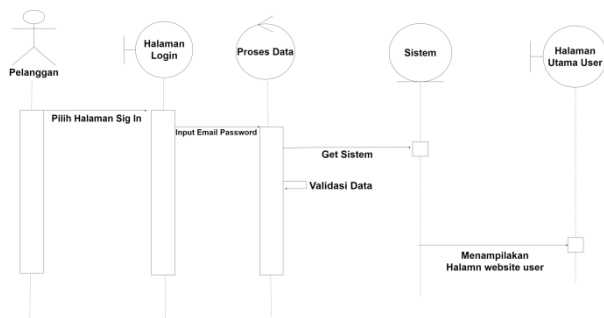 Pelanggan
Halaman
Login
Proses Data
Sistem
Halaman
Utama User
Pilih Halaman Sig In
Input Email Password
Get Sistem
Validasi Data
Menampilakan
Halamn website user